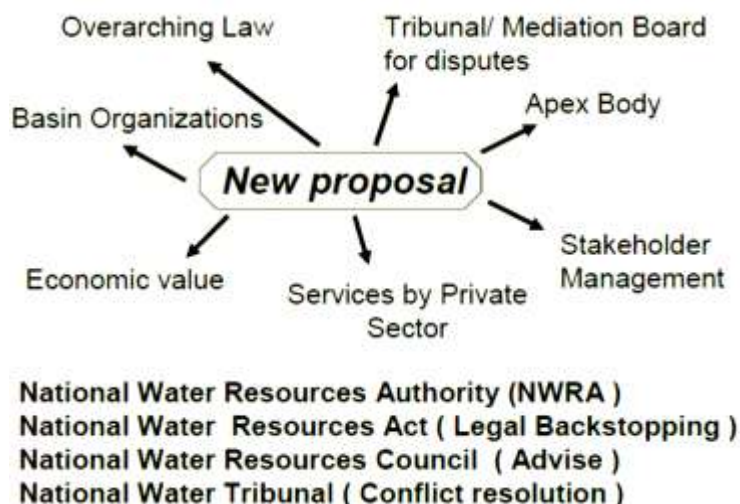 Overarching Law
Tribunal/ Mediation Board
for disputes
Apex Body
Basin Organizations
New proposal
Stakeholder
Management
Economic value
Services by Private
Sector
National Water Resources Authority (NWRA )
National Water Resources Act ( Legal Backstopping )
National Water Resources Council ( Advise )
National Water Tribunal ( Conflict resolution )